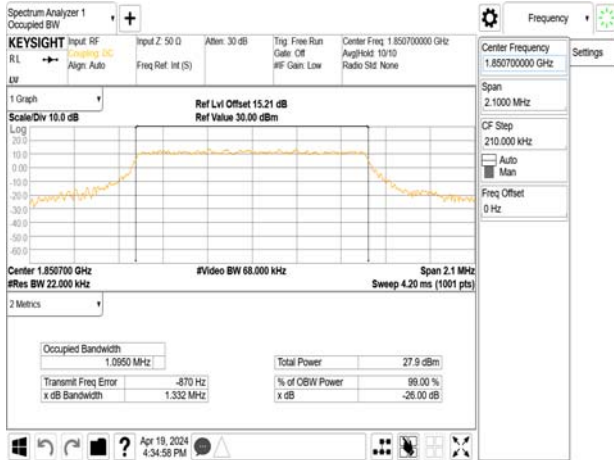 Spectrum Analyzer 1
Occupied BW
+
Frequency
KEYSIGHT Input: RF
RL Coupling: DC
Align: Auto
LW
Input Z: 50 Ω
Freq Ref: Int (S)
Atten: 30 dB
Trig: Free Run
Gate: Off
#IF Gain: Low
Center Freq: 1.850700000 GHz
Avg|Hold: 10/10
Radio Std: None
Center Frequency
1.850700000 GHz
Settings
Span
2.1000 MHz
CF Step
210.000 kHz
Auto
Man
Freq Offset
0 Hz
1 Graph
Scale/Div 10.0 dB
Ref Lvl Offset 15.21 dB
Ref Value 30.00 dBm
Log
20.0
10.0
0.00
-10.0
-20.0
-30.0
-40.0
-50.0
-60.0
Center 1.850700 GHz
#Res BW 22.000 kHz
#Video BW 68.000 kHz
Span 2.1 MHz
Sweep 4.20 ms (1001 pts)
2 Metrics
Occupied Bandwidth
1.0950 MHz
Transmit Freq Error -870 Hz
x dB Bandwidth 1.332 MHz
Total Power 27.9 dBm
% of OBW Power 99.00 %
x dB -26.00 dB
?
Apr 19, 2024
4:34:58 PM